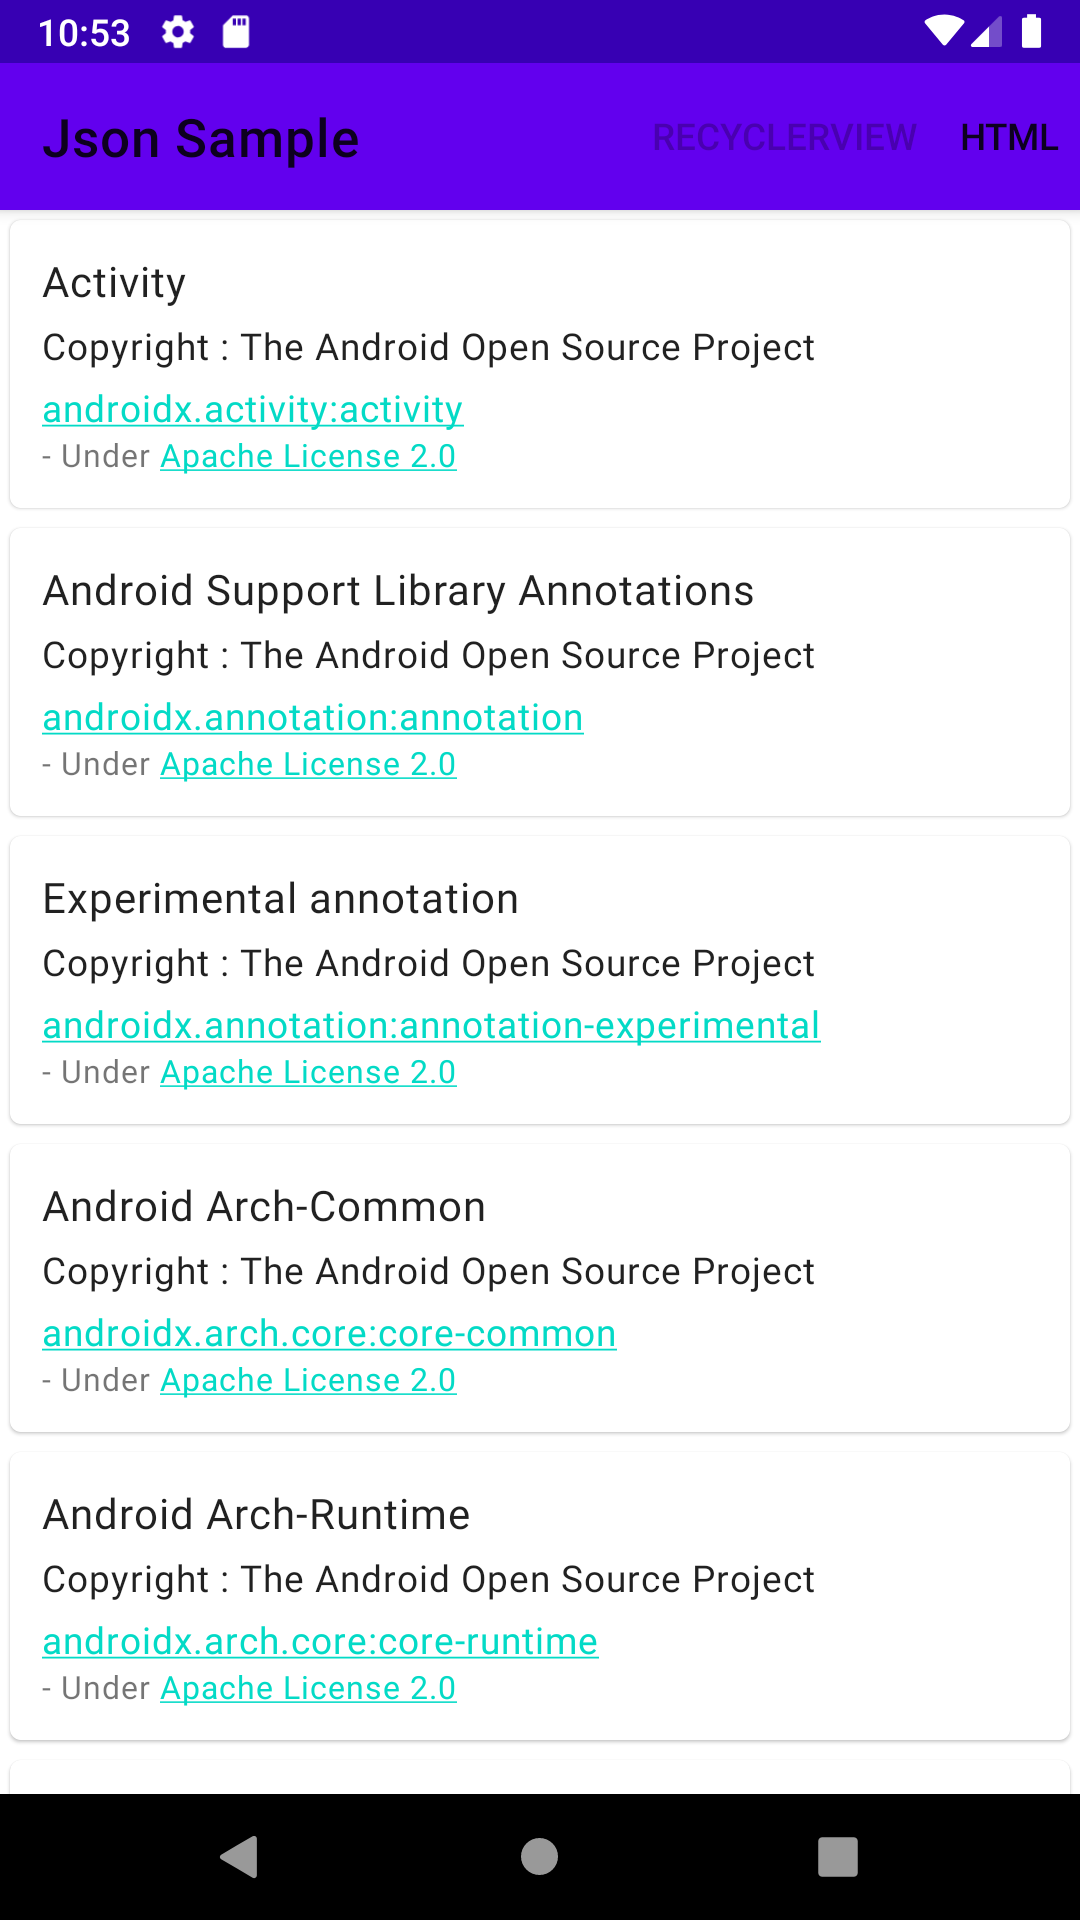 10:53
Json Sample RECYCLERVIEW HTML
Activity
Copyright : The Android Open Source Project
androidx.activity:activity
- Under Apache License 2.0
Android Support Library Annotations
Copyright : The Android Open Source Project
androidx.annotation:annotation
- Under Apache License 2.0
Experimental annotation
Copyright : The Android Open Source Project
androidx.annotation:annotation-experimental
- Under Apache License 2.0
Android Arch-Common
Copyright : The Android Open Source Project
androidx.arch.core:core-common
- Under Apache License 2.0
Android Arch-Runtime
Copyright : The Android Open Source Project
androidx.arch.core:core-runtime
- Under Apache License 2.0